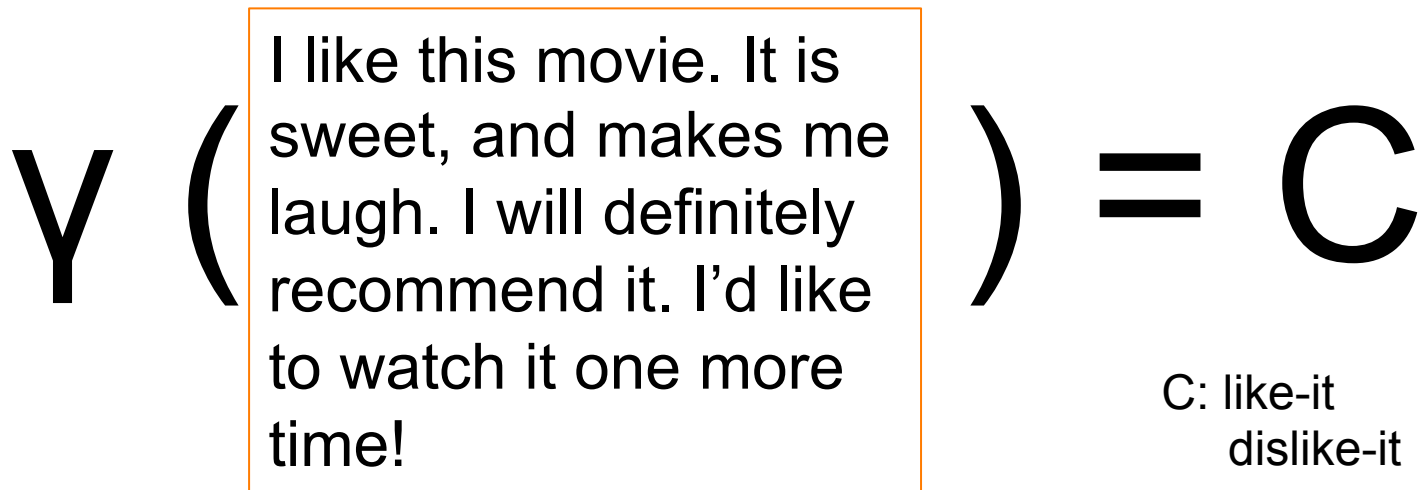 γ (
I like this movie. It is
sweet, and makes me
laugh. I will definitely
recommend it. I’d like
to watch it one more
time!
) = C
C: like-it
dislike-it